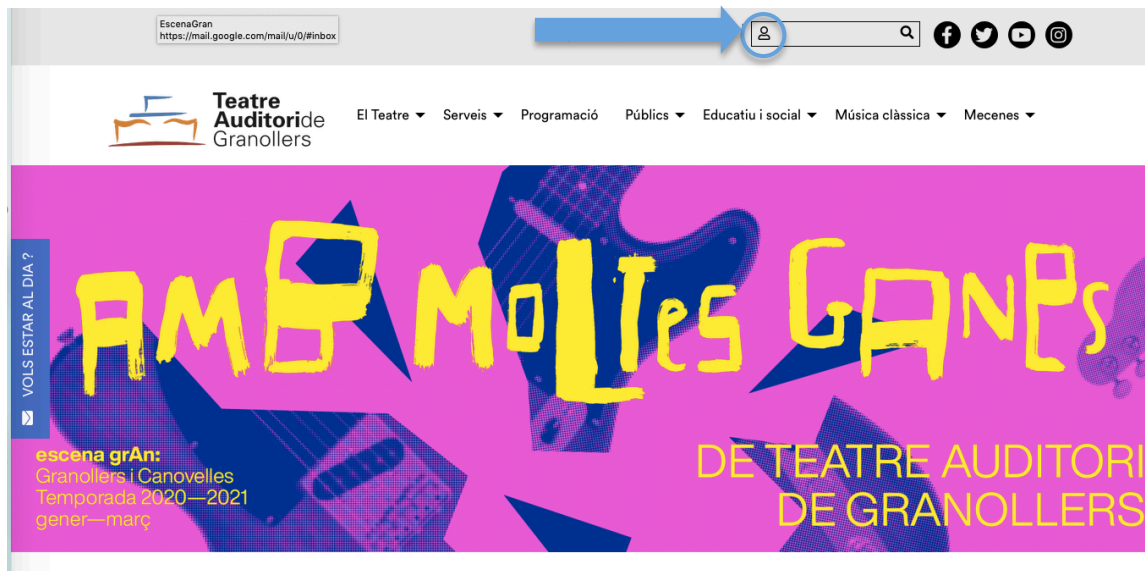 EscenaGran
https://mail.google.com/mail/u/0/#inbox
Teatre
Auditoride
Granollers
El Teatre
Serveis
Programació
Públics
Educatiu i social
Música clàssica
Mecenes
VOLS ESTAR AL DIA ?
AMB MOLTes GANES
escena grAn:
Granollers i Canovelles
Temporada 2020—2021
gener—març
DE TEATRE AUDITORI
DE GRANOLLERS